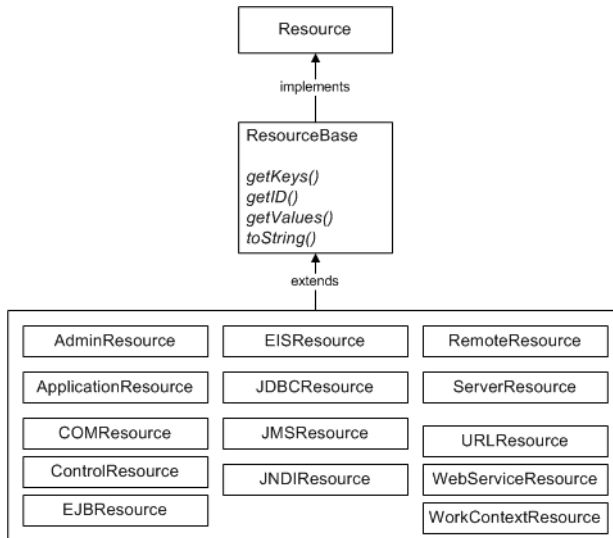 Resource
implements
ResourceBase
getKeys()
getID()
getValues()
toString()
extends
AdminResource
ApplicationResource
COMResource
ControlResource
EJBResource
EISResource
JDBCResource
JMSResource
JNDIResource
RemoteResource
ServerResource
URLResource
WebServiceResource
WorkContextResource